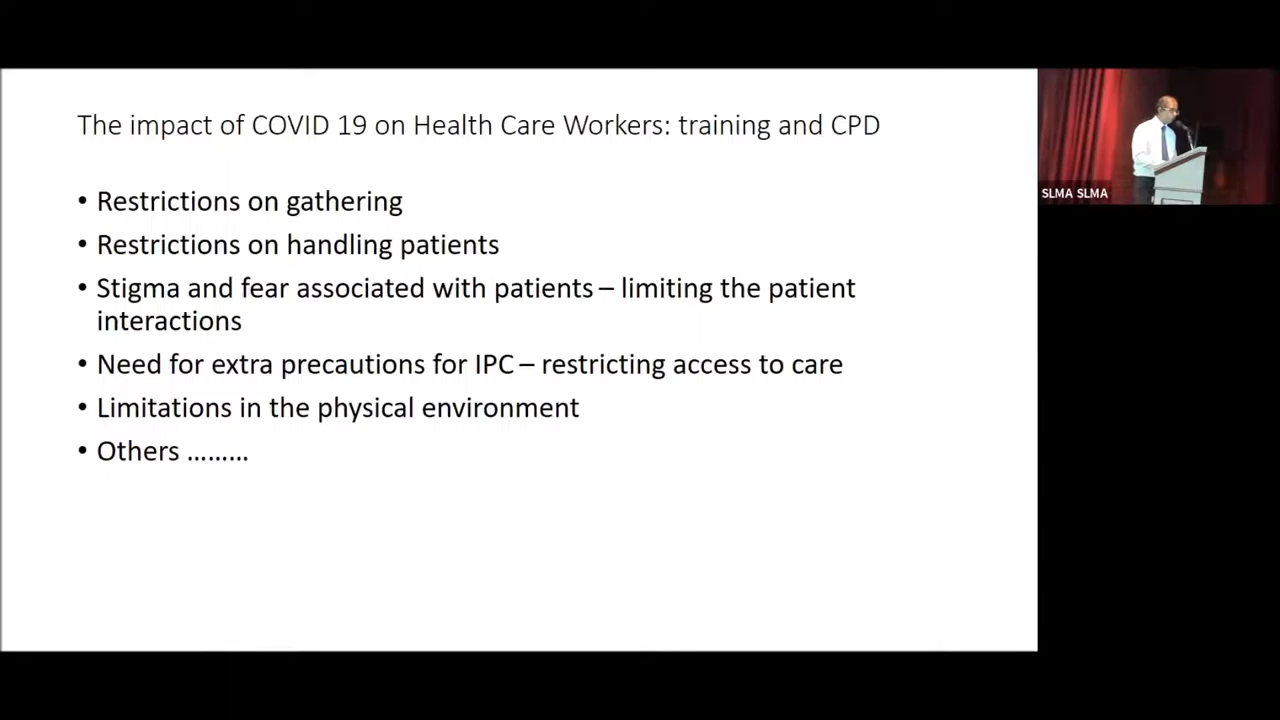 The impact of COVID 19 on Health Care Workers: training and CPD
• Restrictions on gathering
• Restrictions on handling patients
• Stigma and fear associated with patients – limiting the patient
interactions
• Need for extra precautions for IPC – restricting access to care
• Limitations in the physical environment
• Others ………
SLMA SLMA